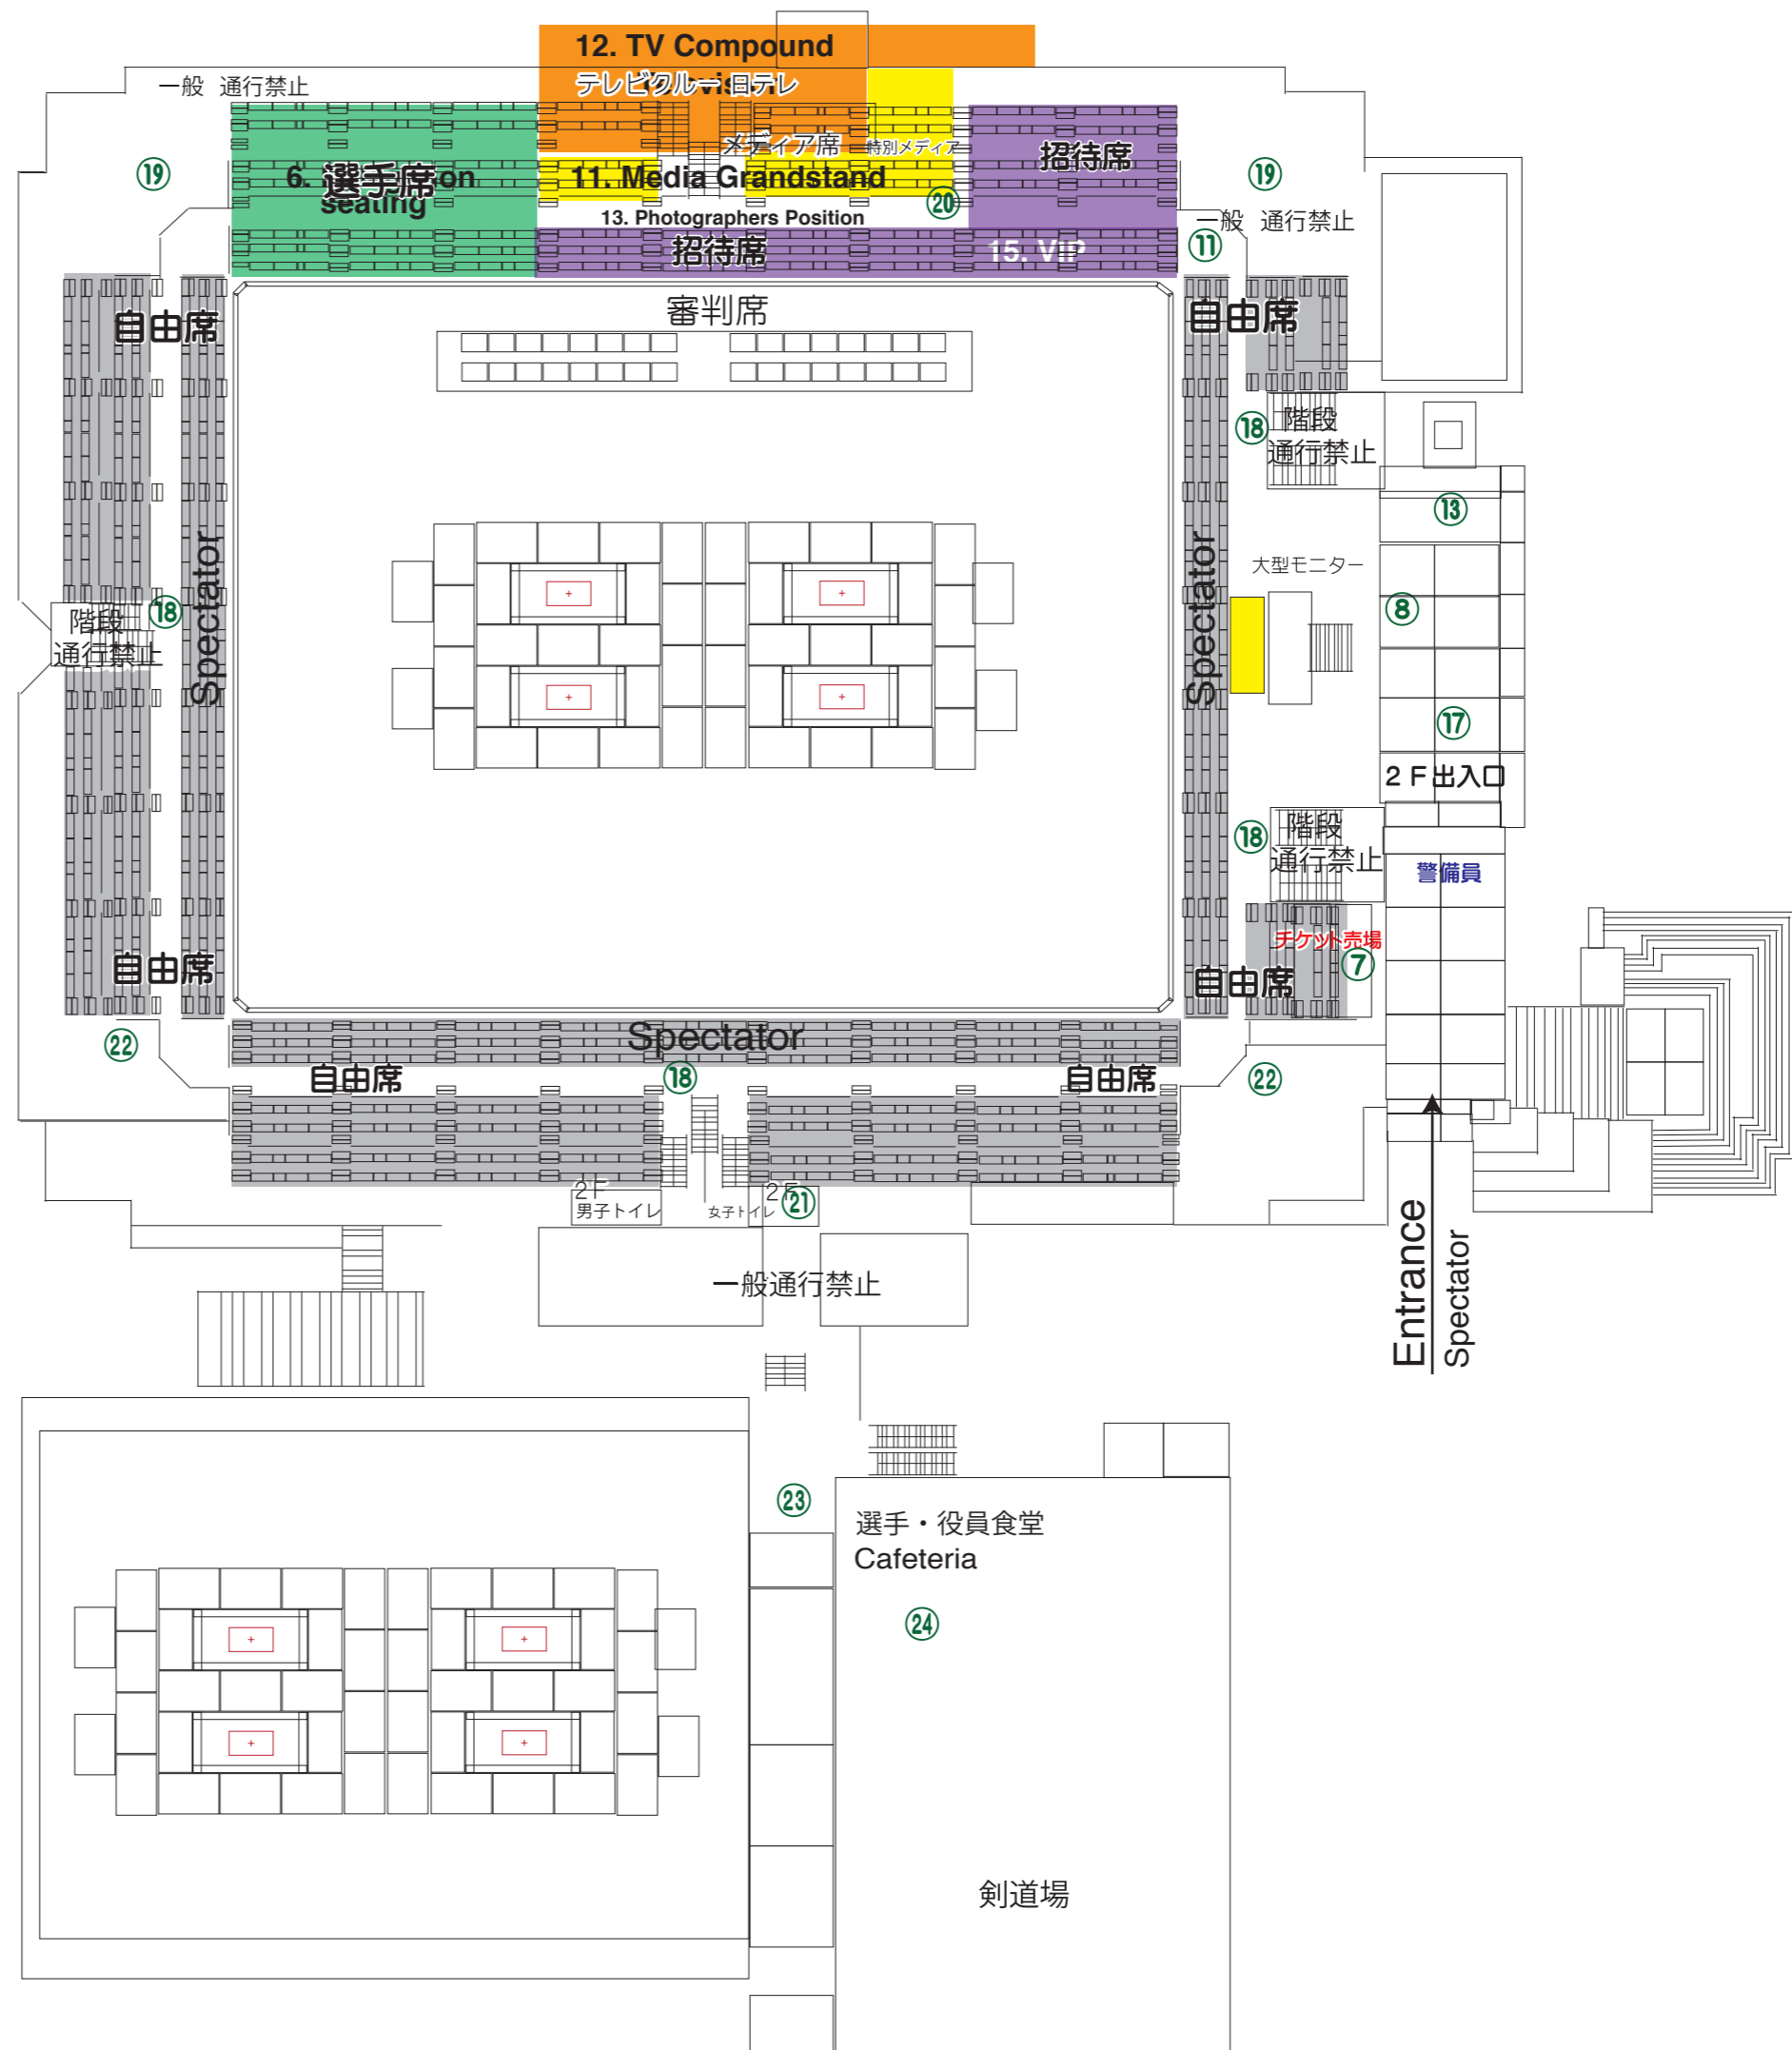 12. TV Compound
テレビクルー 日テレ
一般 通行禁止
メディア席
特別メディア
招待席
⑲
6.
選手席
on
seating
11. Media Grandstand
⑳
⑲
13. Photographers Position
一般 通行禁止
招待席
15. VIP
⑪
審判席
自由席
自由席
⑱
階段
通行禁止
⑬
Spectator
Spectator
大型モニター
⑧
⑱
階段
通行禁止
⑰
2F出入口
⑱
階段
通行禁止
警備員
チケット売場
⑦
自由席
自由席
Spectator
㉒
⑱
自由席
自由席
㉒
2F
男子トイレ
2F
女子トイレ
㉑
一般通行禁止
Entrance
Spectator
㉓
選手・役員食堂
Cafeteria
㉔
剣道場